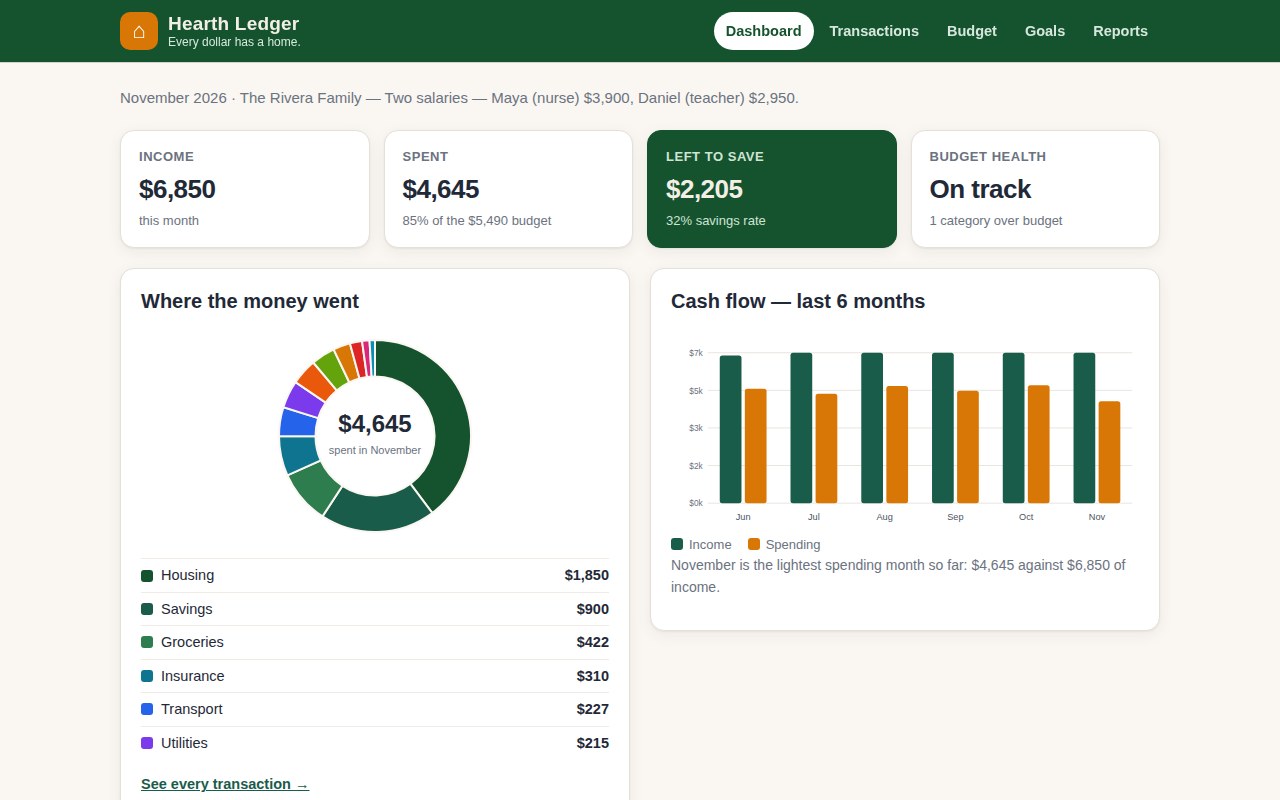 Hearth Ledger
Every dollar has a home.
Dashboard
Transactions
Budget
Goals
Reports
November 2026 · The Rivera Family — Two salaries — Maya (nurse) $3,900, Daniel (teacher) $2,950.
INCOME
$6,850
this month
SPENT
$4,645
85% of the $5,490 budget
LEFT TO SAVE
$2,205
32% savings rate
BUDGET HEALTH
On track
1 category over budget
Where the money went
$4,645
spent in November
Housing $1,850
Savings $900
Groceries $422
Insurance $310
Transport $227
Utilities $215
See every transaction →
Cash flow — last 6 months
$7k
$5k
$3k
$2k
$0k
Jun Jul Aug Sep Oct Nov
Income Spending
November is the lightest spending month so far: $4,645 against $6,850 of
income.